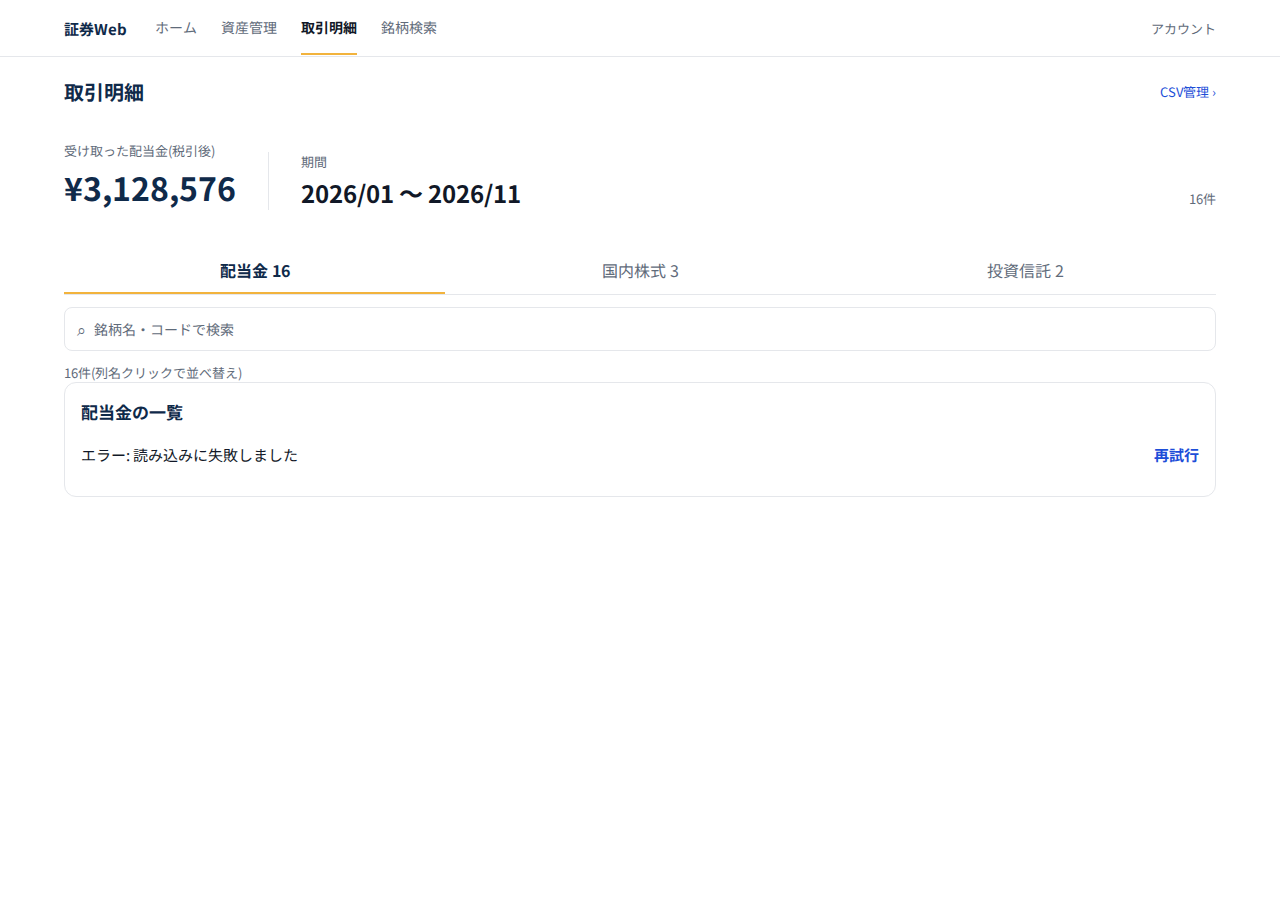 証券Web ホーム 資産管理 取引明細 銘柄検索 アカウント
取引明細 CSV管理 ›
受け取った配当金(税引後)
¥3,128,576
期間
2026/01 〜 2026/11
16件
配当金 16 国内株式 3 投資信託 2
⌕ 銘柄名・コードで検索
16件(列名クリックで並べ替え)
配当金の一覧
エラー: 読み込みに失敗しました 再試行